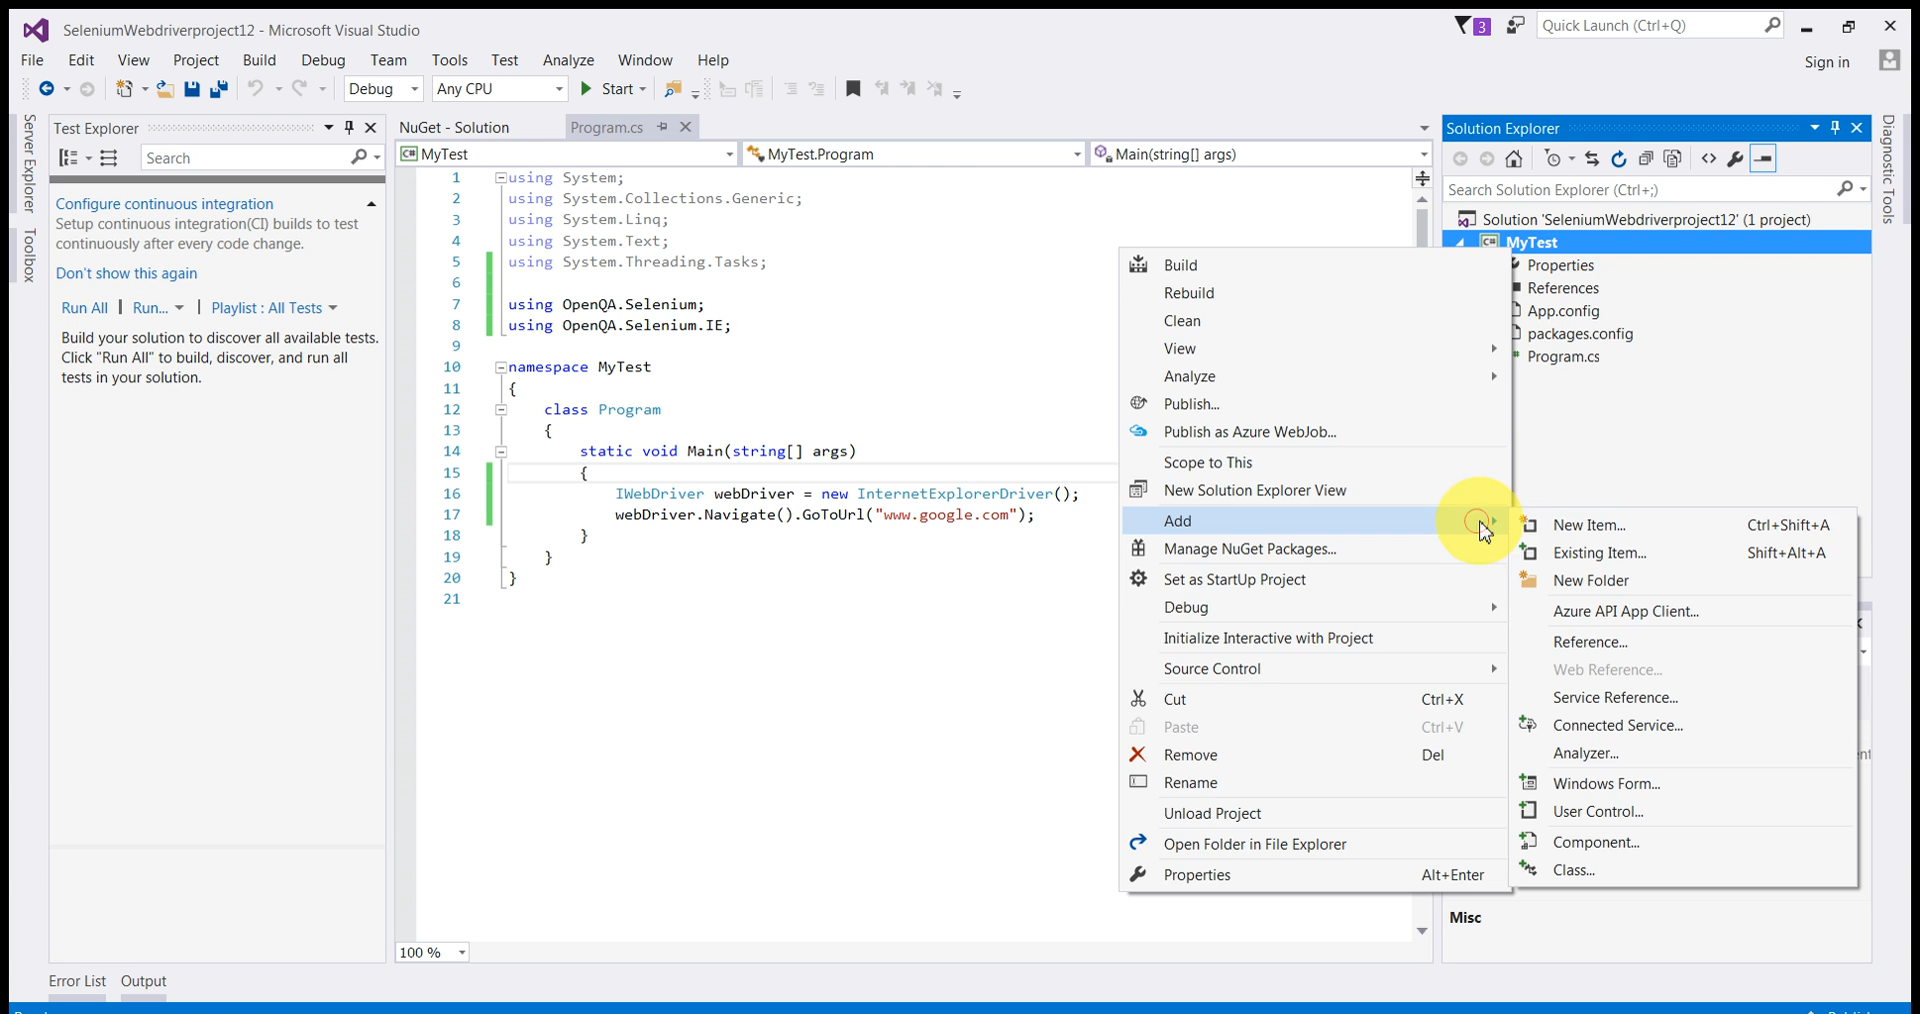 SeleniumWebdriverproject12 - Microsoft Visual Studio
3
Quick Launch (Ctrl+Q)
File Edit View Project Build Debug Team Tools Test Analyze Window Help
Sign in
Debug Any CPU Start
Server Explorer
Toolbox
Test Explorer
Search
Configure continuous integration
Setup continuous integration(CI) builds to test
continuously after every code change.
Don't show this again
Run All | Run... | Playlist : All Tests
Build your solution to discover all available tests.
Click "Run All" to build, discover, and run all
tests in your solution.
NuGet - Solution Program.cs
C# MyTest MyTest.Program Main(string[] args)
1 using System;
2 using System.Collections.Generic;
3 using System.Linq;
4 using System.Text;
5 using System.Threading.Tasks;
6
7 using OpenQA.Selenium;
8 using OpenQA.Selenium.IE;
9
10 namespace MyTest
11 {
12 class Program
13 {
14 static void Main(string[] args)
15 {
16 IWebDriver webDriver = new InternetExplorerDriver();
17 webDriver.Navigate().GoToUrl("www.google.com");
18 }
19 }
20 }
21
100 %
Build
Rebuild
Clean
View
Analyze
Publish...
Publish as Azure WebJob...
Scope to This
New Solution Explorer View
Add
Manage NuGet Packages...
Set as StartUp Project
Debug
Initialize Interactive with Project
Source Control
Cut Ctrl+X
Paste Ctrl+V
Remove Del
Rename
Unload Project
Open Folder in File Explorer
Properties Alt+Enter
New Item... Ctrl+Shift+A
Existing Item... Shift+Alt+A
New Folder
Azure API App Client...
Reference...
Web Reference...
Service Reference...
Connected Service...
Analyzer...
Windows Form...
User Control...
Component...
Class...
Solution Explorer
Search Solution Explorer (Ctrl+;)
Solution 'SeleniumWebdriverproject12' (1 project)
C# MyTest
Properties
References
App.config
packages.config
Program.cs
Misc
Diagnostic Tools
Error List Output